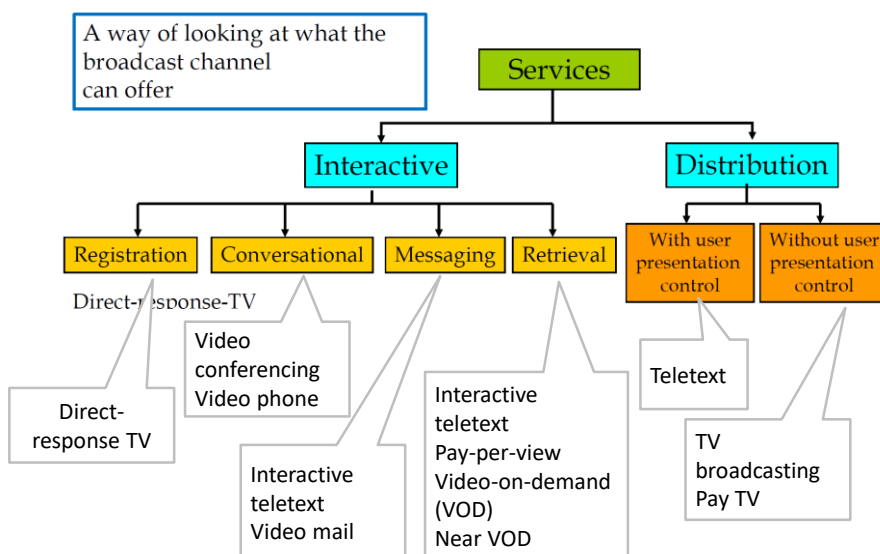 A way of looking at what the
broadcast channel
can offer
Services
Interactive
Distribution
Registration
Conversational
Messaging
Retrieval
With user
presentation
control
Without user
presentation
control
Direct-response-TV
Video
conferencing
Video phone
Direct-
response TV
Interactive
teletext
Video mail
Interactive
teletext
Pay-per-view
Video-on-demand
(VOD)
Near VOD
Teletext
TV
broadcasting
Pay TV